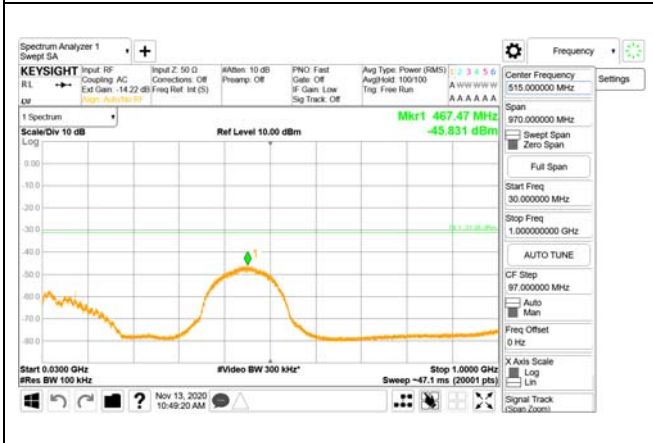 Spectrum Analyzer 1
Swept SA
+
Frequency
KEYSIGHT
RL
Input: RF
Coupling: AC
Ext Gain: -14.22 dB
Align: Auto/No RF
Input Z: 50 Ω
Corrections: Off
Freq Ref: Int (S)
#Atten: 10 dB
Preamp: Off
PNO: Fast
Gate: Off
IF Gain: Low
Sig Track: Off
Avg Type: Power (RMS)
Avg|Hold: 100/100
Trig: Free Run
1 2 3 4 5 6
A W W W W W
A A A A A A
1 Spectrum
Scale/Div 10 dB
Log
Ref Level 10.00 dBm
Mkr1 467.47 MHz
-45.831 dBm
0.00
-10.0
-20.0
-30.0
-40.0
-50.0
-60.0
-70.0
-80.0
1
Start 0.0300 GHz
#Res BW 100 kHz
#Video BW 300 kHz*
Stop 1.0000 GHz
Sweep ~47.1 ms (20001 pts)
Nov 13, 2020
10:49:20 AM
?
Center Frequency
515.000000 MHz
Settings
Span
970.000000 MHz
Swept Span
Zero Span
Full Span
Start Freq
30.000000 MHz
Stop Freq
1.000000000 GHz
AUTO TUNE
CF Step
97.000000 MHz
Auto
Man
Freq Offset
0 Hz
X Axis Scale
Log
Lin
Signal Track
(Span Zoom)